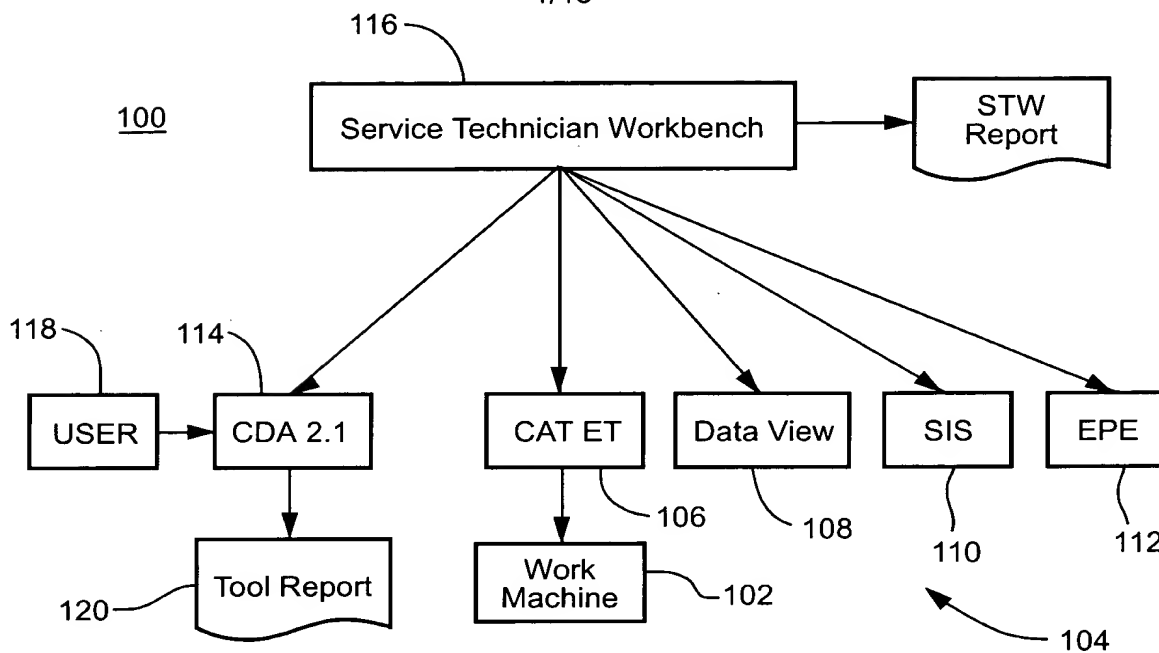 116
100
Service Technician Workbench
STW
Report
118
114
USER
CDA 2.1
CAT ET
Data View
SIS
EPE
106
108
110
112
120
Tool Report
Work
Machine
102
104